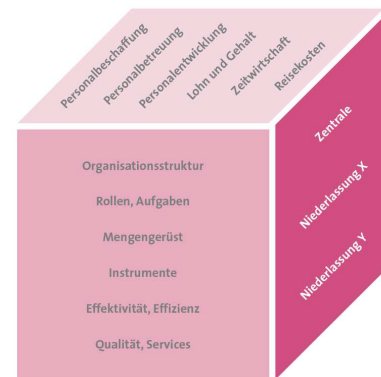 Personalbeschaffung
Personalbetreuung
Personalentwicklung
Lohn und Gehalt
Zeitwirtschaft
Reisekosten
Organisationsstruktur
Rollen, Aufgaben
Mengengerüst
Instrumente
Effektivität, Effizienz
Qualität, Services
Zentrale
Niederlassung X
Niederlassung Y